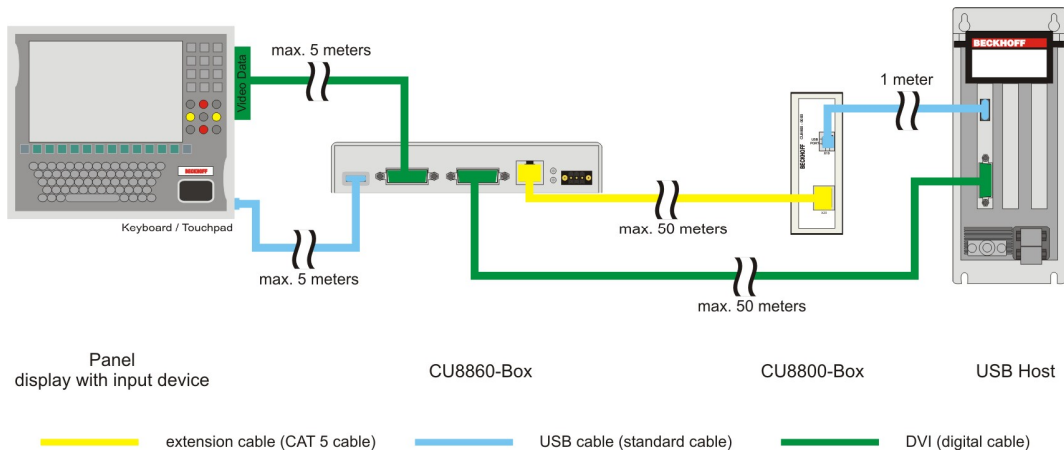 max. 5 meters
Video Data
BECKHOFF
Keyboard / Touchpad
max. 5 meters
max. 50 meters
max. 50 meters
BECKHOFF
USB
1 meter
BECKHOFF
Panel
display with input device
CU8860-Box
CU8800-Box
USB Host
extension cable (CAT 5 cable)
USB cable (standard cable)
DVI (digital cable)